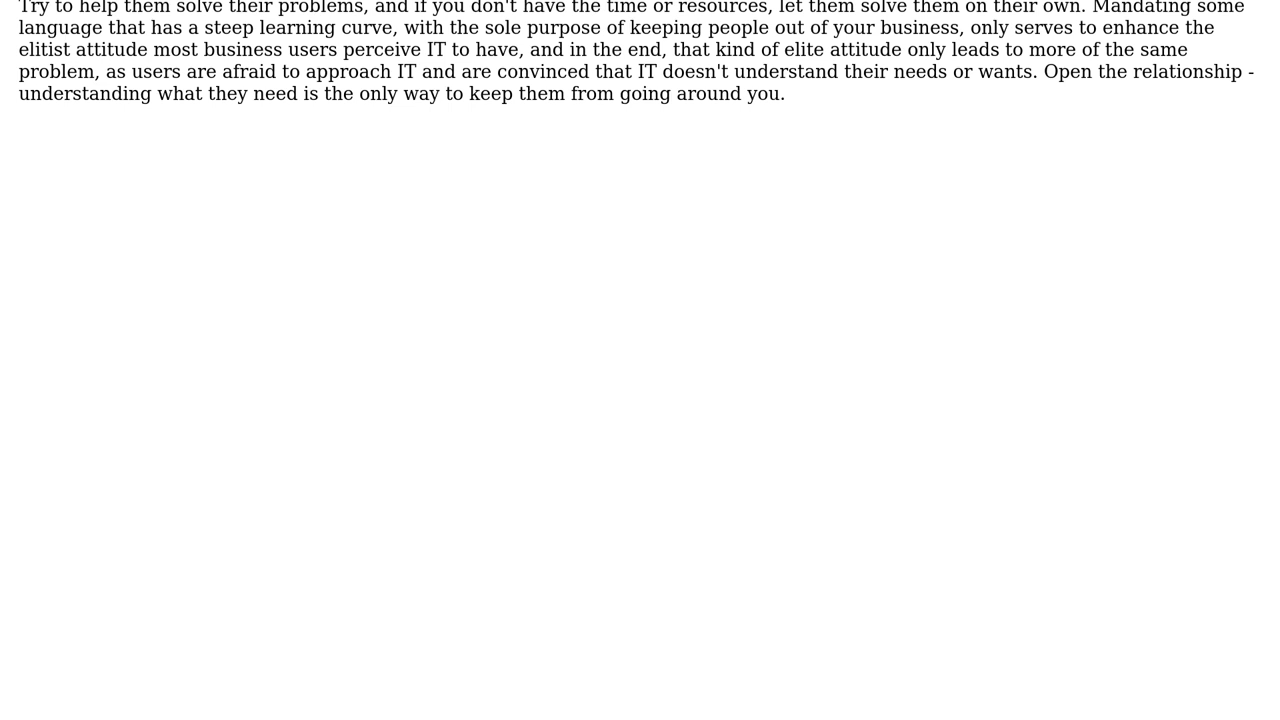 Try to help them solve their problems, and if you don't have the time or resources, let them solve them on their own. Mandating some
language that has a steep learning curve, with the sole purpose of keeping people out of your business, only serves to enhance the
elitist attitude most business users perceive IT to have, and in the end, that kind of elite attitude only leads to more of the same
problem, as users are afraid to approach IT and are convinced that IT doesn't understand their needs or wants. Open the relationship -
understanding what they need is the only way to keep them from going around you.